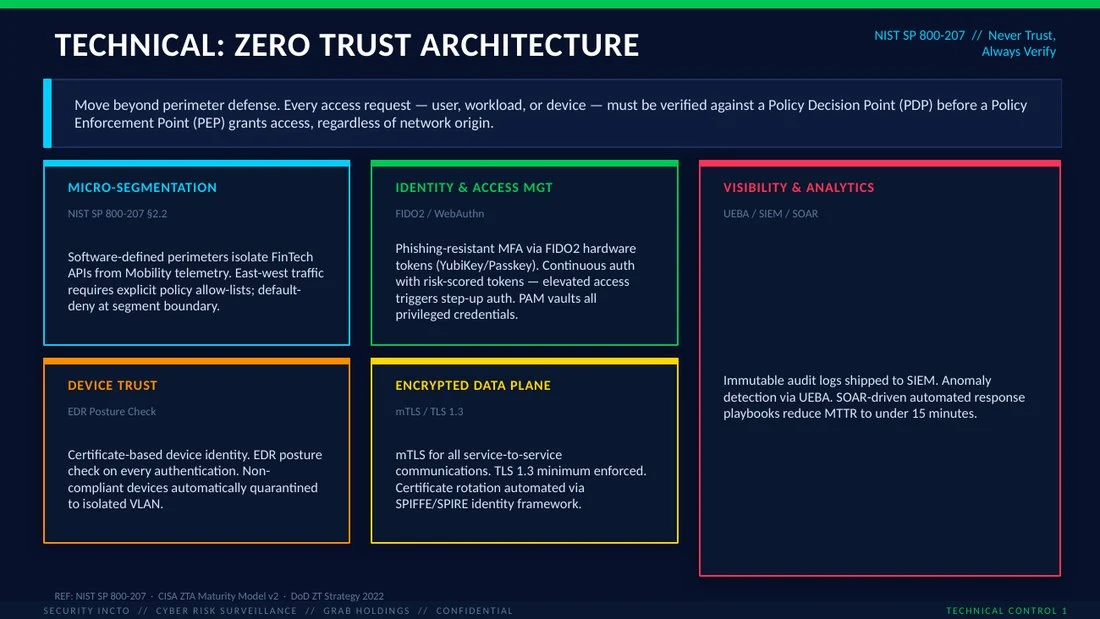 TECHNICAL: ZERO TRUST ARCHITECTURE
NIST SP 800-207 // Never Trust,
Always Verify
Move beyond perimeter defense. Every access request — user, workload, or device — must be verified against a Policy Decision Point (PDP) before a Policy
Enforcement Point (PEP) grants access, regardless of network origin.
MICRO-SEGMENTATION
NIST SP 800-207 §2.2
Software-defined perimeters isolate FinTech
APIs from Mobility telemetry. East-west traffic
requires explicit policy allow-lists; default-
deny at segment boundary.
IDENTITY & ACCESS MGT
FIDO2 / WebAuthn
Phishing-resistant MFA via FIDO2 hardware
tokens (YubiKey/Passkey). Continuous auth
with risk-scored tokens — elevated access
triggers step-up auth. PAM vaults all
privileged credentials.
VISIBILITY & ANALYTICS
UEBA / SIEM / SOAR
Immutable audit logs shipped to SIEM. Anomaly
detection via UEBA. SOAR-driven automated response
playbooks reduce MTTR to under 15 minutes.
DEVICE TRUST
EDR Posture Check
Certificate-based device identity. EDR posture
check on every authentication. Non-
compliant devices automatically quarantined
to isolated VLAN.
ENCRYPTED DATA PLANE
mTLS / TLS 1.3
mTLS for all service-to-service
communications. TLS 1.3 minimum enforced.
Certificate rotation automated via
SPIFFE/SPIRE identity framework.
REF: NIST SP 800-207 · CISA ZTA Maturity Model v2 · DoD ZT Strategy 2022
SECURITY INCTO // CYBER RISK SURVEILLANCE // GRAB HOLDINGS // CONFIDENTIAL
TECHNICAL CONTROL 1